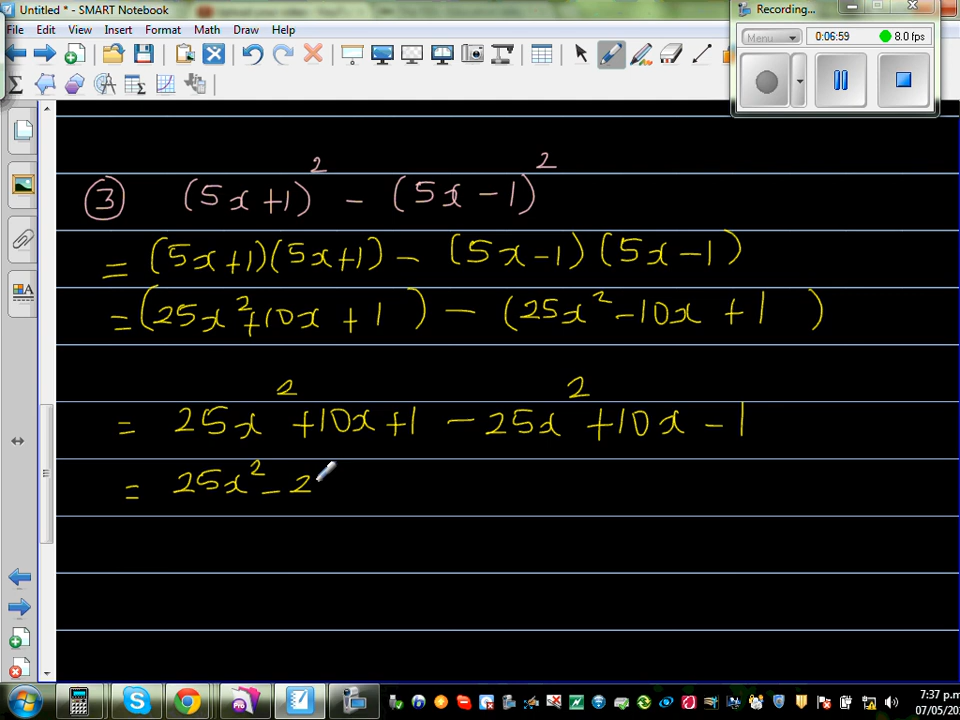 Untitled * - SMART Notebook
Recording...
File Edit View Insert Format Math Draw Help
Menu 0:06:59 8.0 fps
③ (5x+1)² - (5x-1)²
= (5x+1)(5x+1) - (5x-1)(5x-1)
= (25x²+10x+1) - (25x²-10x+1)
= 25x²+10x+1 -25x²+10x-1
= 25x²-2
7:37 p.m
07/05/20